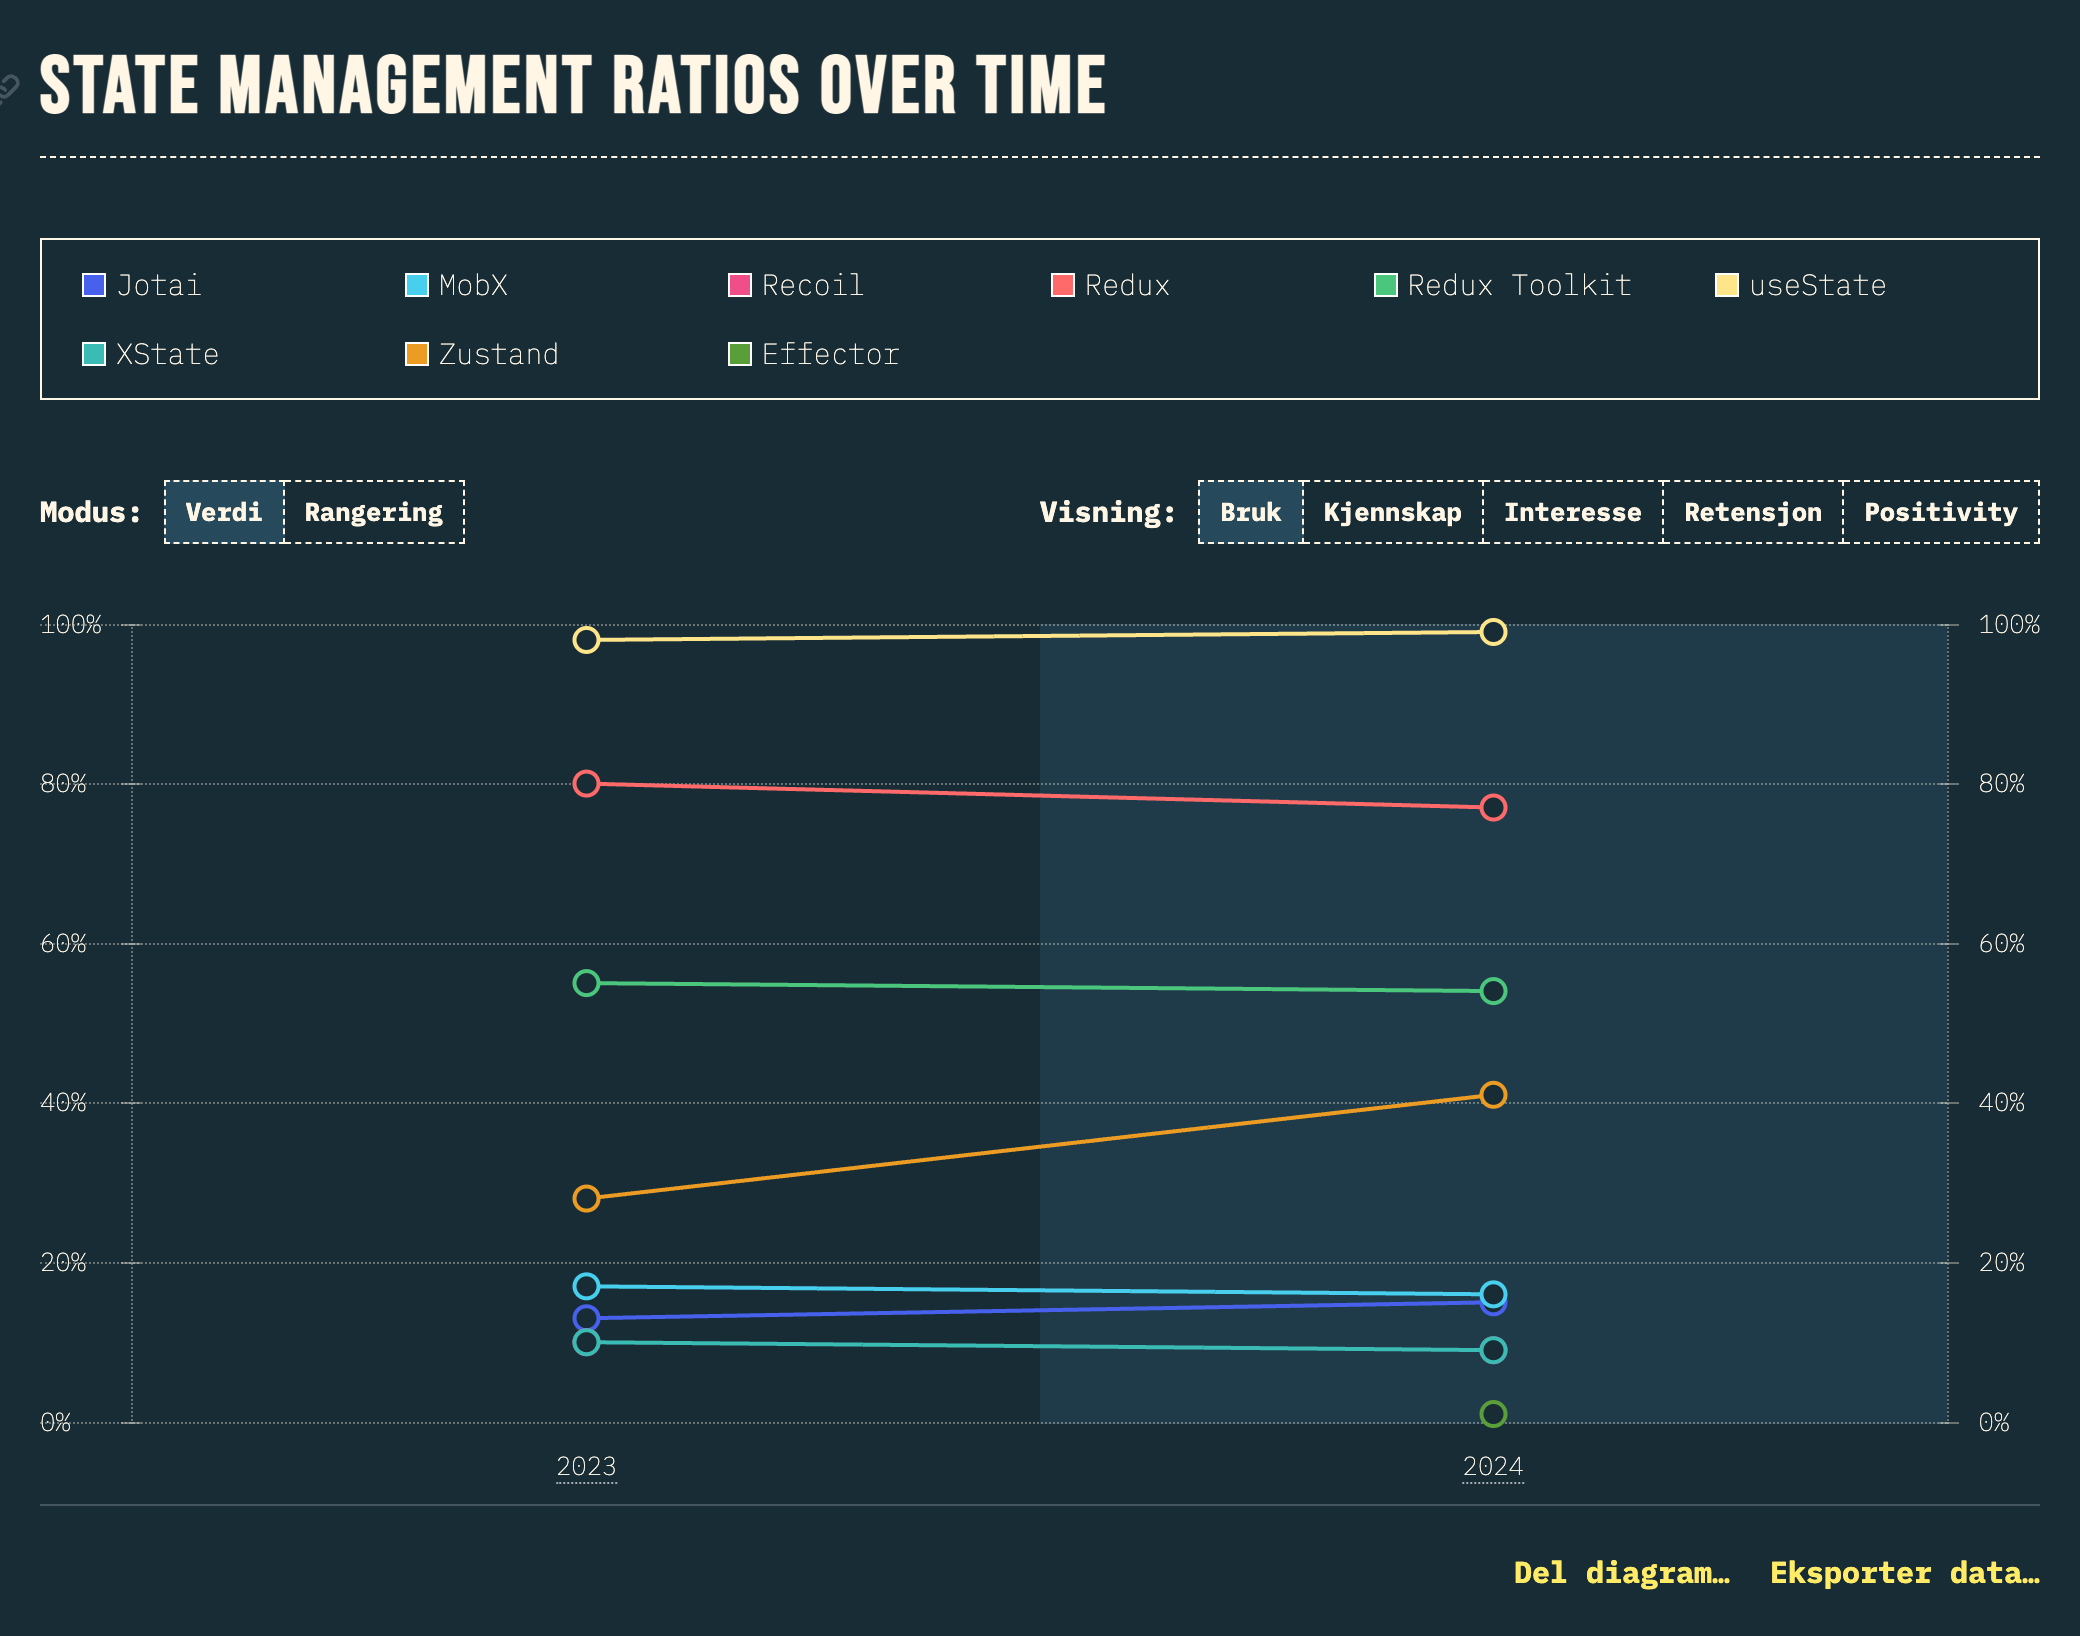 STATE MANAGEMENT RATIOS OVER TIME
Jotai MobX Recoil Redux Redux Toolkit useState
XState Zustand Effector
Modus: Verdi Rangering Visning: Bruk Kjennskap Interesse Retensjon Positivity
100% 100%
80% 80%
60% 60%
40% 40%
20% 20%
0% 0%
2023 2024
Del diagram… Eksporter data…